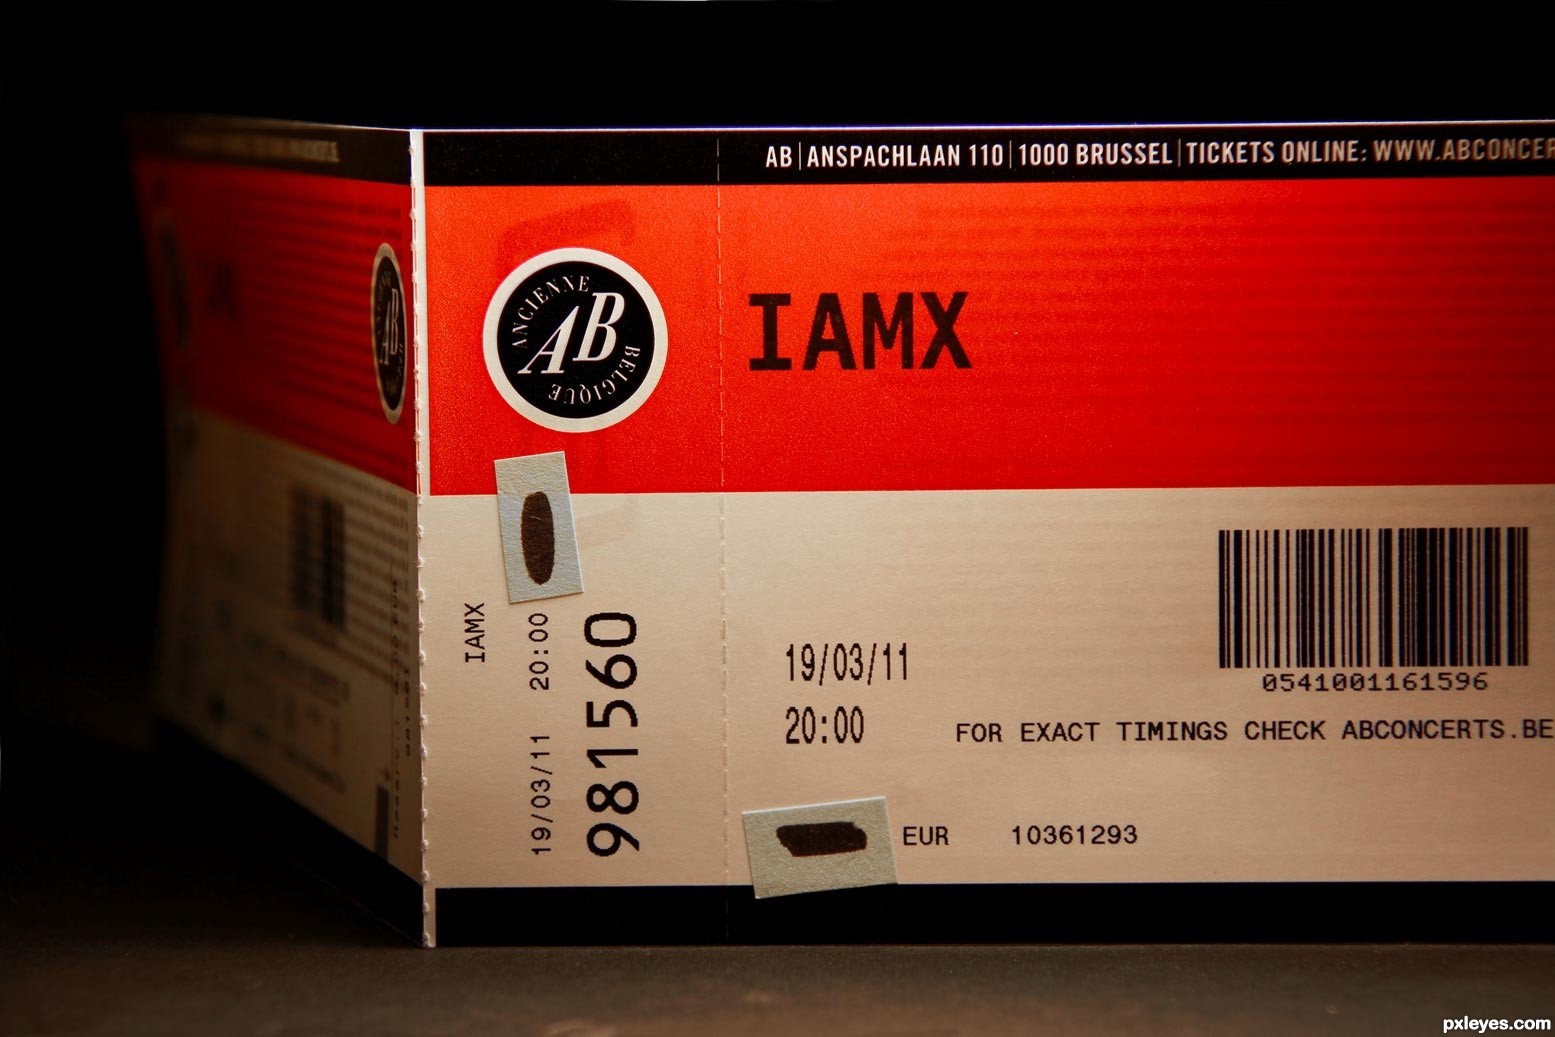 AB | ANSPACHLAAN 110 | 1000 BRUSSEL | TICKETS ONLINE: WWW.ABCONCER
ANCIENNE
AB
BELGIQUE
IAMX
IAMX
19/03/11 20:00
981560
19/03/11
20:00
0541001161596
FOR EXACT TIMINGS CHECK ABCONCERTS.BE
EUR 10361293
AB
pxleyes.com